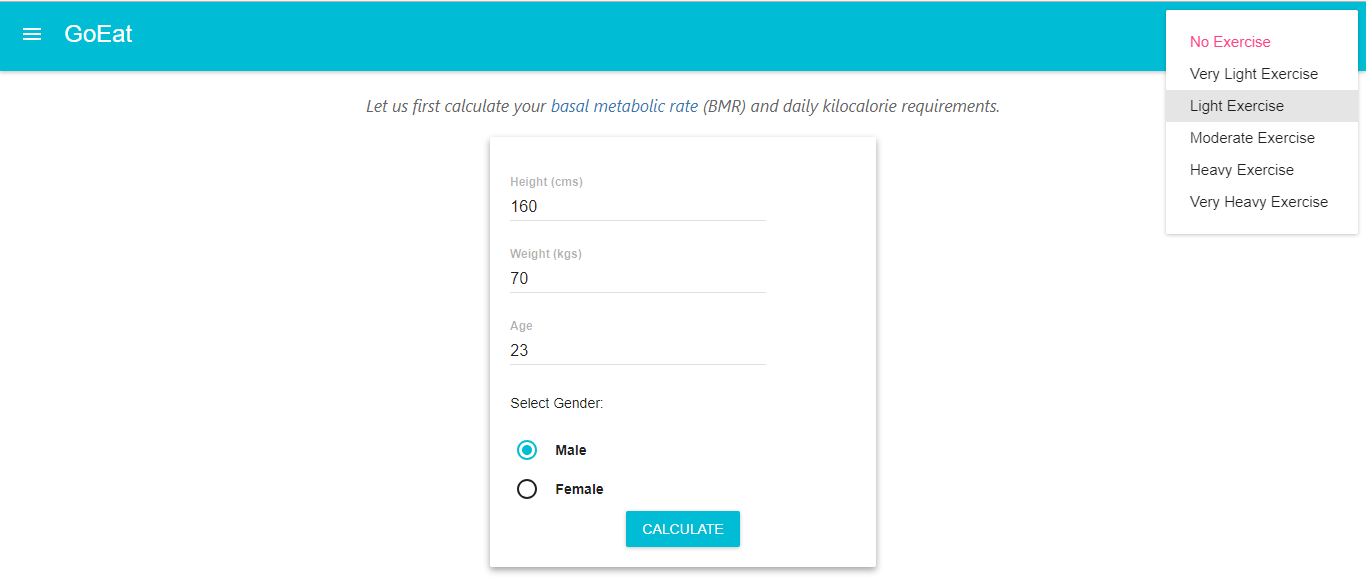 GoEat
No Exercise
Very Light Exercise
Light Exercise
Moderate Exercise
Heavy Exercise
Very Heavy Exercise
Let us first calculate your basal metabolic rate (BMR) and daily kilocalorie requirements.
Height (cms)
160
Weight (kgs)
70
Age
23
Select Gender:
Male
Female
CALCULATE